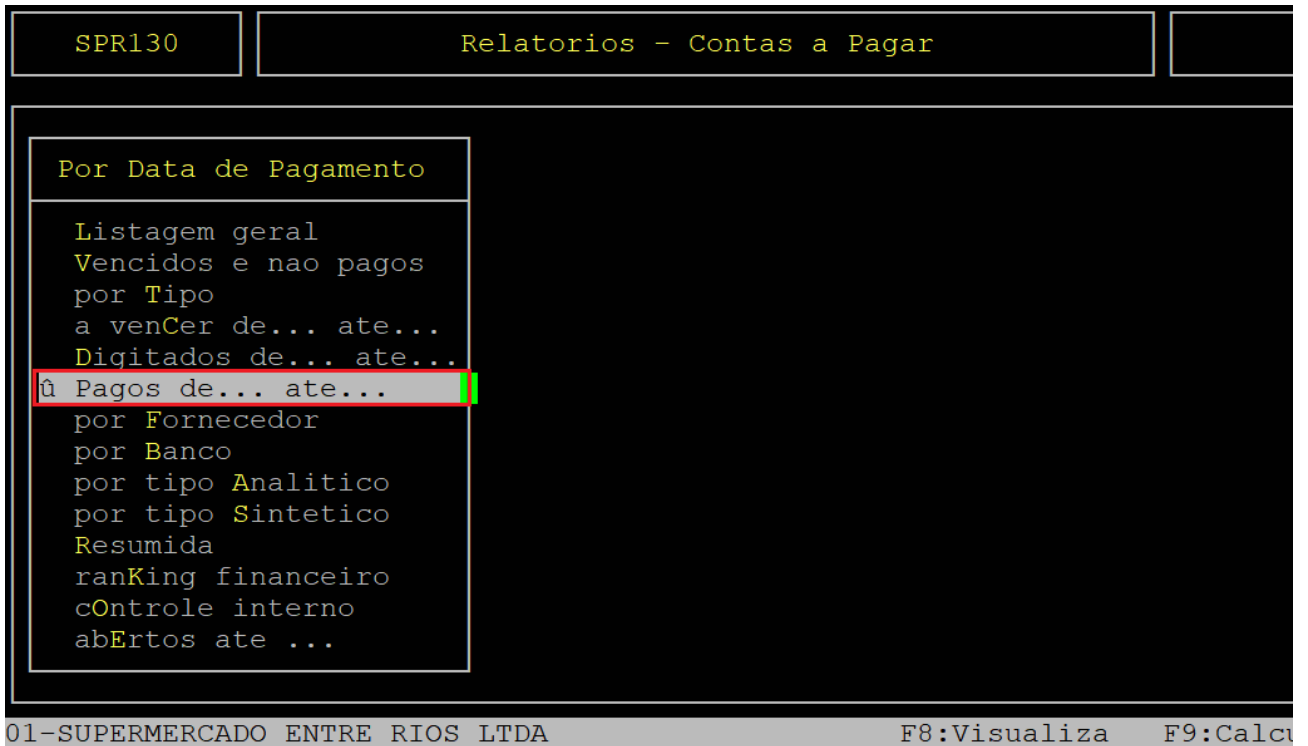 SPR130
Relatorios - Contas a Pagar
Por Data de Pagamento
Listagem geral
Vencidos e nao pagos
por Tipo
a venCer de... ate...
Digitados de... ate...
û Pagos de... ate...
por Fornecedor
por Banco
por tipo Analitico
por tipo Sintetico
Resumida
ranKing financeiro
cOntrole interno
abErtos ate ...
01-SUPERMERCADO ENTRE RIOS LTDA F8:Visualiza F9:Calcu